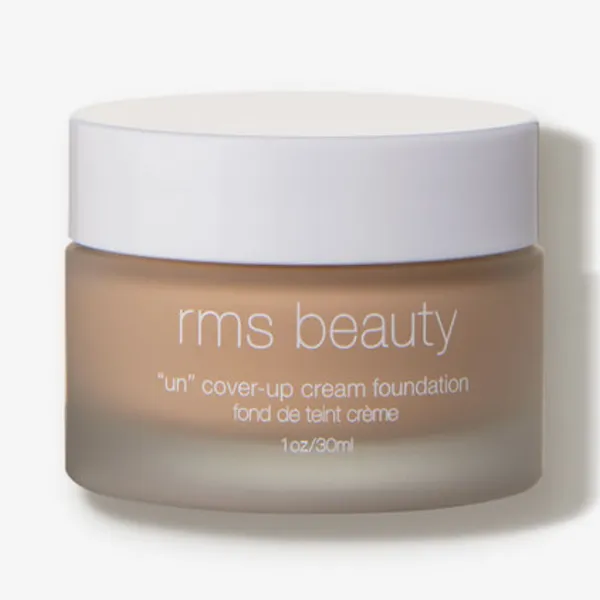 rms beauty
"un" cover-up cream foundation
fond de teint crème
1oz/30ml